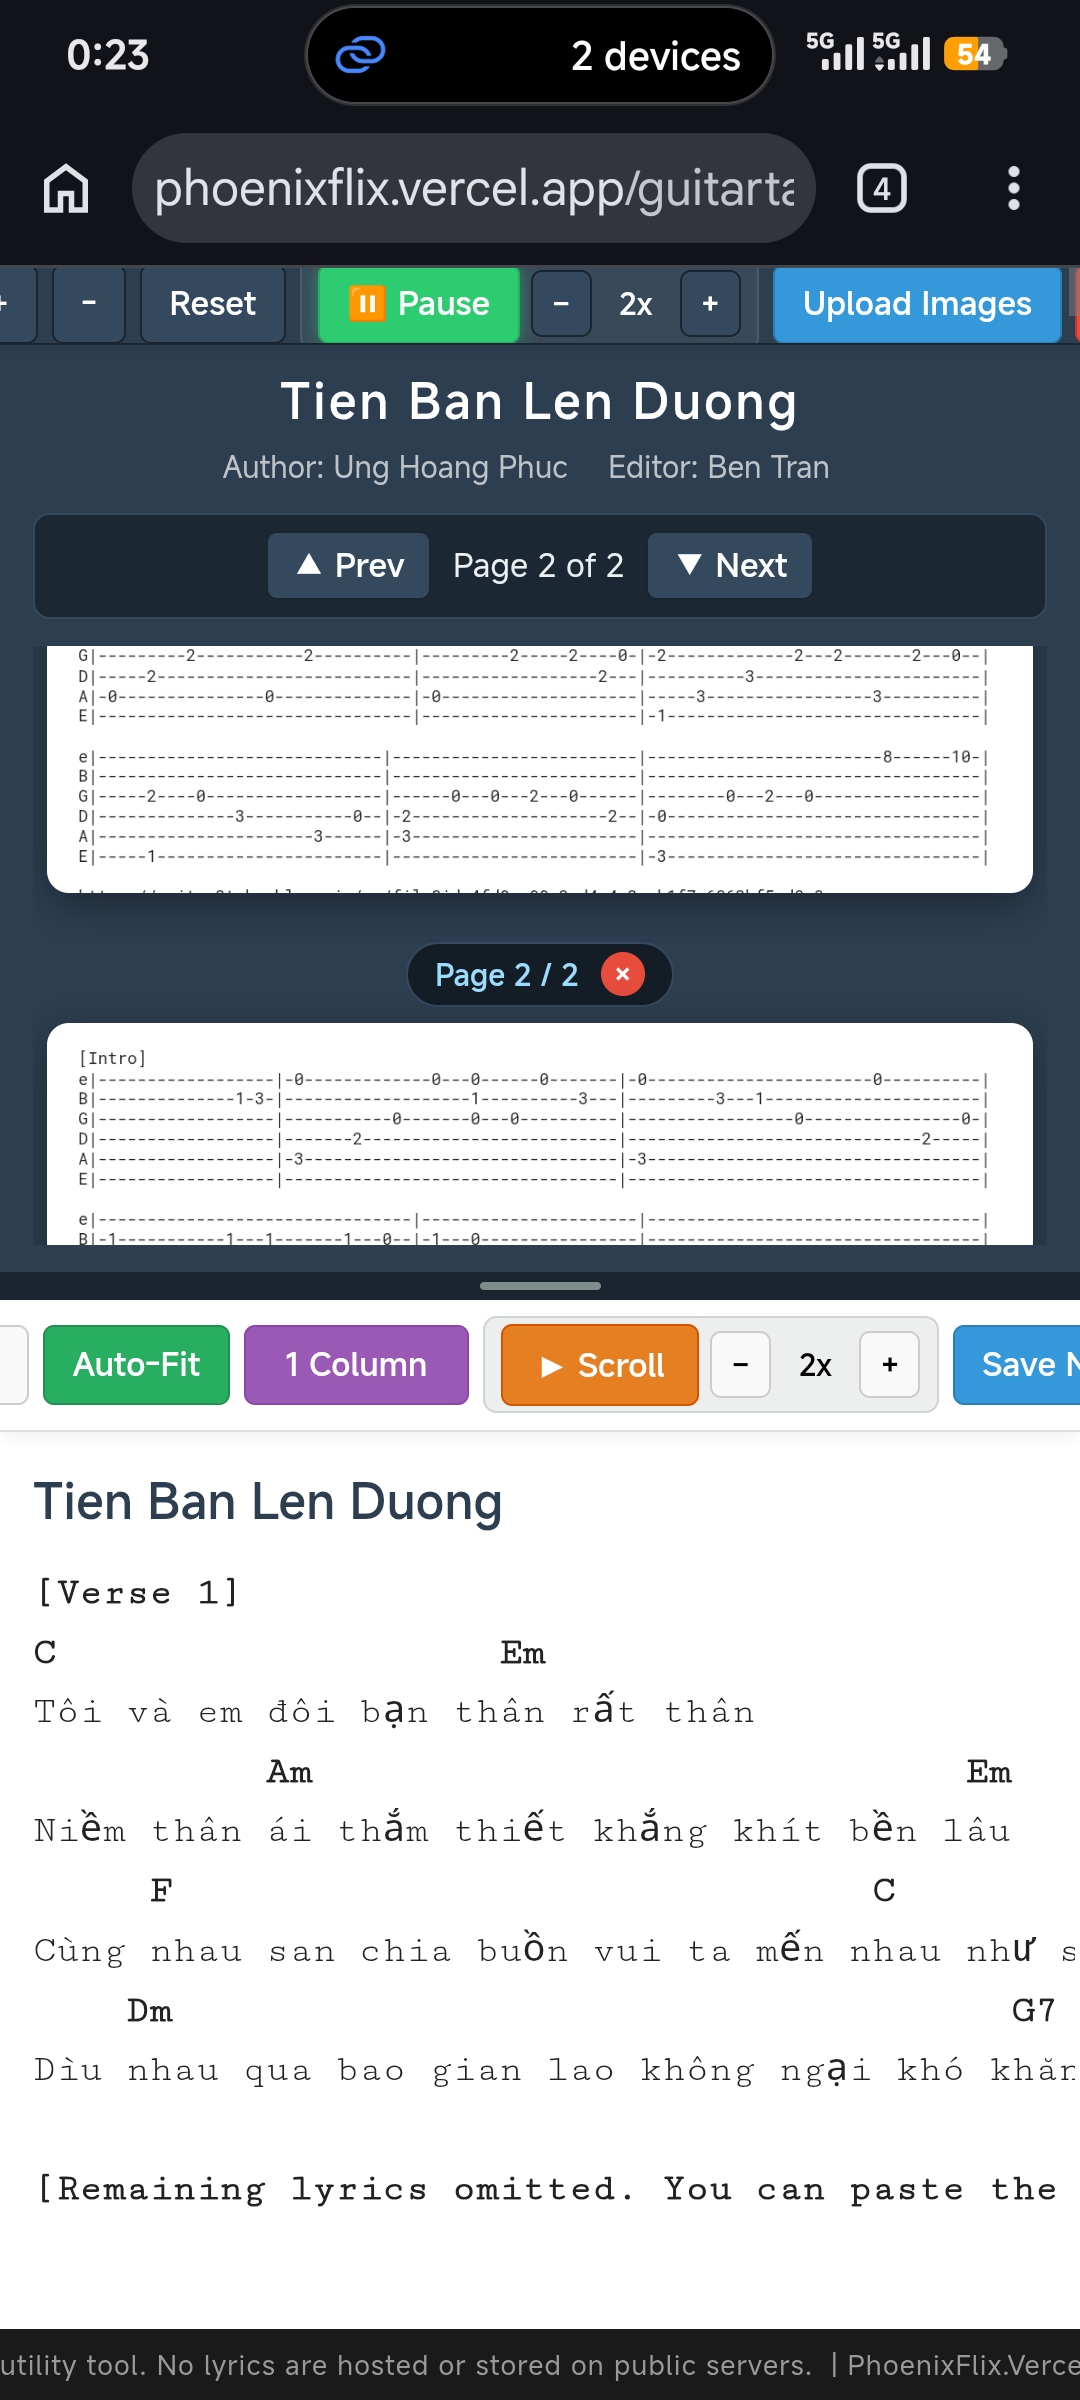 0:23
2 devices
5G 5G 54
phoenixflix.vercel.app/guitarta
4
- Reset ⏸ Pause - 2x + Upload Images
Tien Ban Len Duong
Author: Ung Hoang Phuc Editor: Ben Tran
▲ Prev Page 2 of 2 ▼ Next
G|---------2-----------2----------|---------2-----2----0-|-2-------------2---2-------2---0--|
D|-----2--------------------------|------------------2---|----------3-----------------------|
A|-0---------------0--------------|-0--------------------|-----3-----------------3----------|
E|--------------------------------|----------------------|-1--------------------------------|
e|-----------------------------|-------------------------|------------------------8------10-|
B|-----------------------------|-------------------------|----------------------------------|
G|-----2----0------------------|------0---0---2---0------|--------0---2---0-----------------|
D|--------------3-----------0--|-2--------------------2--|-0--------------------------------|
A|----------------------3------|-3-----------------------|----------------------------------|
E|-----1-----------------------|-------------------------|-3--------------------------------|
Page 2 / 2 ×
[Intro]
e|------------------|-0-------------0---0------0-------|-0-----------------------0----------|
B|--------------1-3-|-------------------1----------3---|---------3---1----------------------|
G|------------------|-----------0-------0---0----------|-----------------0----------------0-|
D|------------------|-------2--------------------------|------------------------------2-----|
A|------------------|-3--------------------------------|-3----------------------------------|
E|------------------|----------------------------------|------------------------------------|
e|--------------------------------|----------------------|----------------------------------|
B|-1-----------1---1-------1---0--|-1---0----------------|----------------------------------|
Auto-Fit 1 Column ▶ Scroll - 2x + Save N
Tien Ban Len Duong
[Verse 1]
C Em
Tôi và em đôi bạn thân rất thân
Am Em
Niềm thân ái thắm thiết khắng khít bền lâu
F C
Cùng nhau san chia buồn vui ta mến nhau như s
Dm G7
Dìu nhau qua bao gian lao không ngại khó khăn
[Remaining lyrics omitted. You can paste the
utility tool. No lyrics are hosted or stored on public servers. | PhoenixFlix.Verce